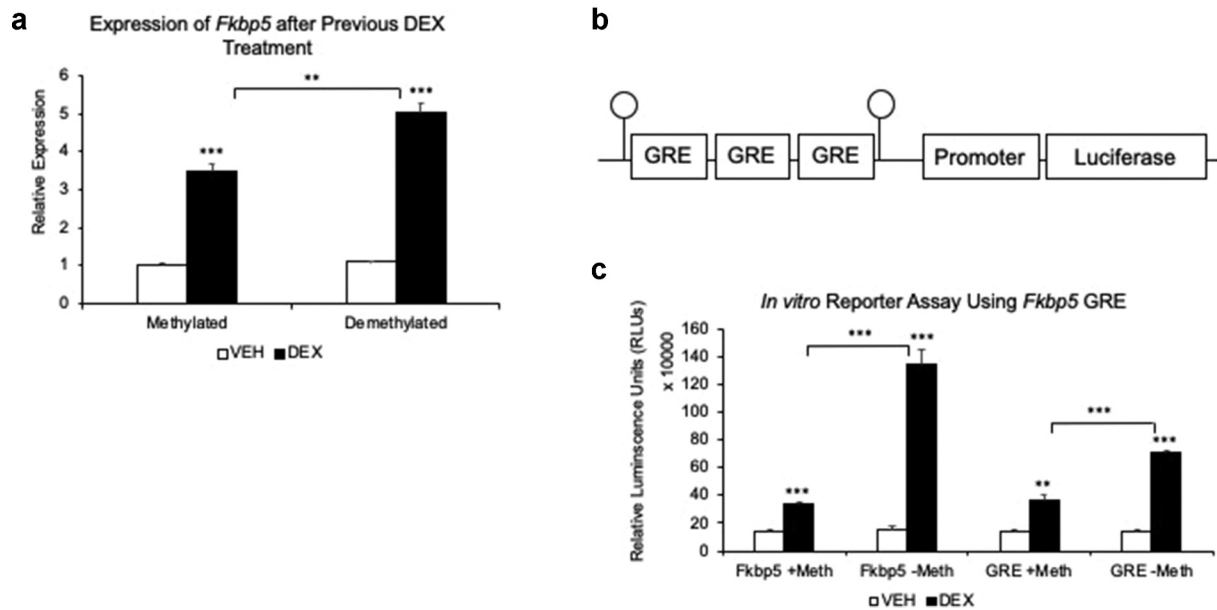 a
Expression of Fkbp5 after Previous DEX
Treatment
Relative Expression
6
5
4
3
2
1
0
***
**
***
Methylated
Demethylated
VEH DEX
b
GRE GRE GRE Promoter Luciferase
c
In vitro Reporter Assay Using Fkbp5 GRE
Relative Luminscence Units (RLUs)
x 10000
160
140
120
100
80
60
40
20
0
***
***
***
**
***
***
Fkbp5 +Meth
Fkbp5 -Meth
GRE +Meth
GRE -Meth
VEH DEX